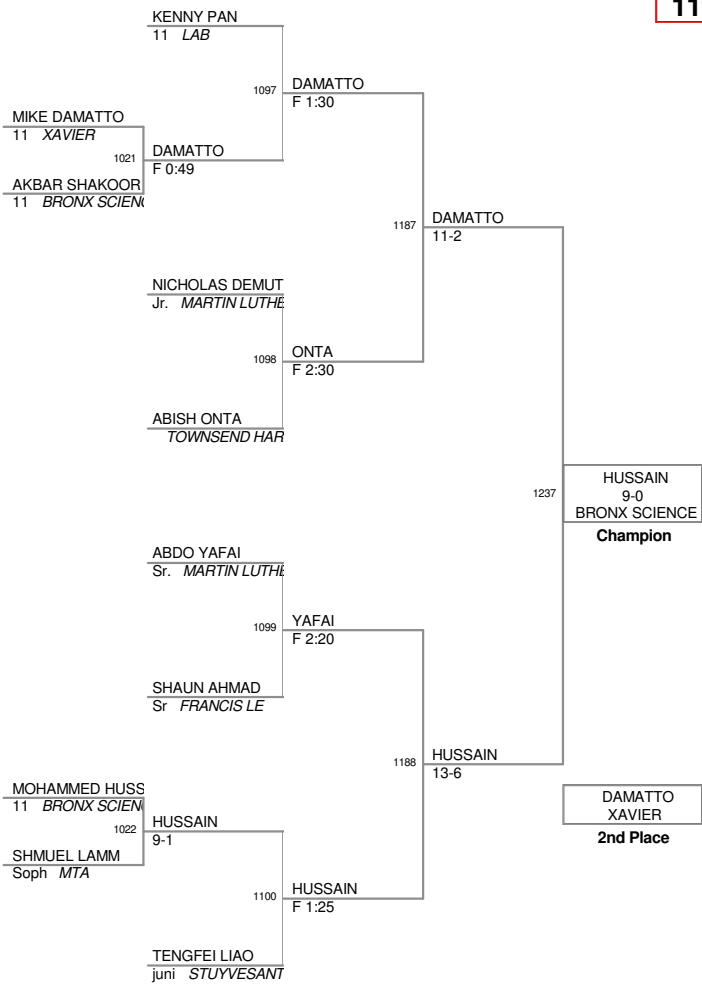 11
KENNY PAN
11 LAB
1097
DAMATTO
F 1:30
MIKE DAMATTO
11 XAVIER
1021
DAMATTO
F 0:49
AKBAR SHAKOOR
11 BRONX SCIEN
1187
DAMATTO
11-2
NICHOLAS DEMUT
Jr. MARTIN LUTHE
1098
ONTA
F 2:30
ABISH ONTA
TOWNSEND HAR
1237
HUSSAIN
9-0
BRONX SCIENCE
Champion
ABDO YAFAI
Sr. MARTIN LUTHE
1099
YAFAI
F 2:20
SHAUN AHMAD
Sr FRANCIS LE
1188
HUSSAIN
13-6
MOHAMMED HUSS
11 BRONX SCIEN
1022
HUSSAIN
9-1
SHMUEL LAMM
Soph MTA
DAMATTO
XAVIER
2nd Place
1100
HUSSAIN
F 1:25
TENGFEI LIAO
juni STUYVESANT